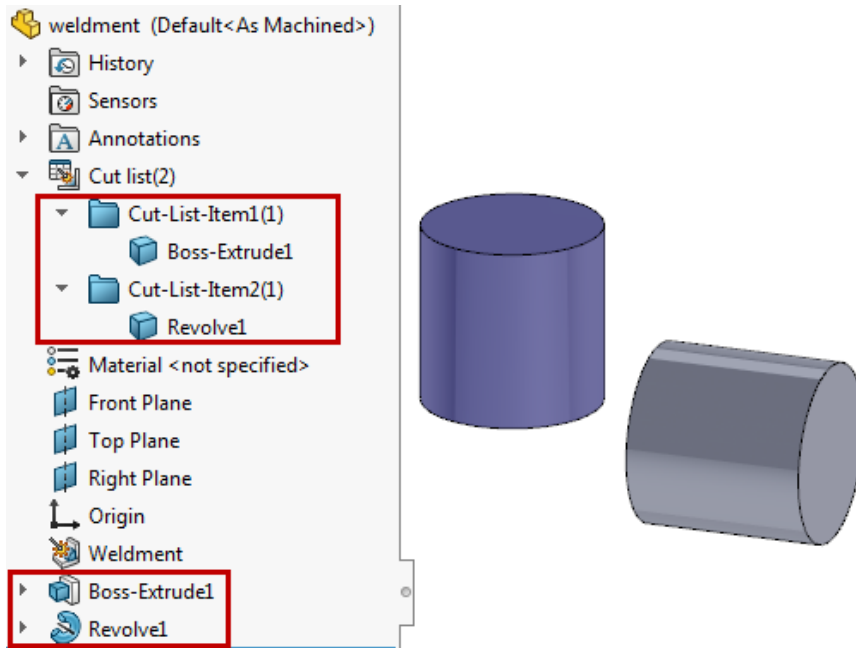 weldment (Default<As Machined>)
History
Sensors
Annotations
Cut list(2)
Cut-List-Item1(1)
Boss-Extrude1
Cut-List-Item2(1)
Revolve1
Material <not specified>
Front Plane
Top Plane
Right Plane
Origin
Weldment
Boss-Extrude1
Revolve1